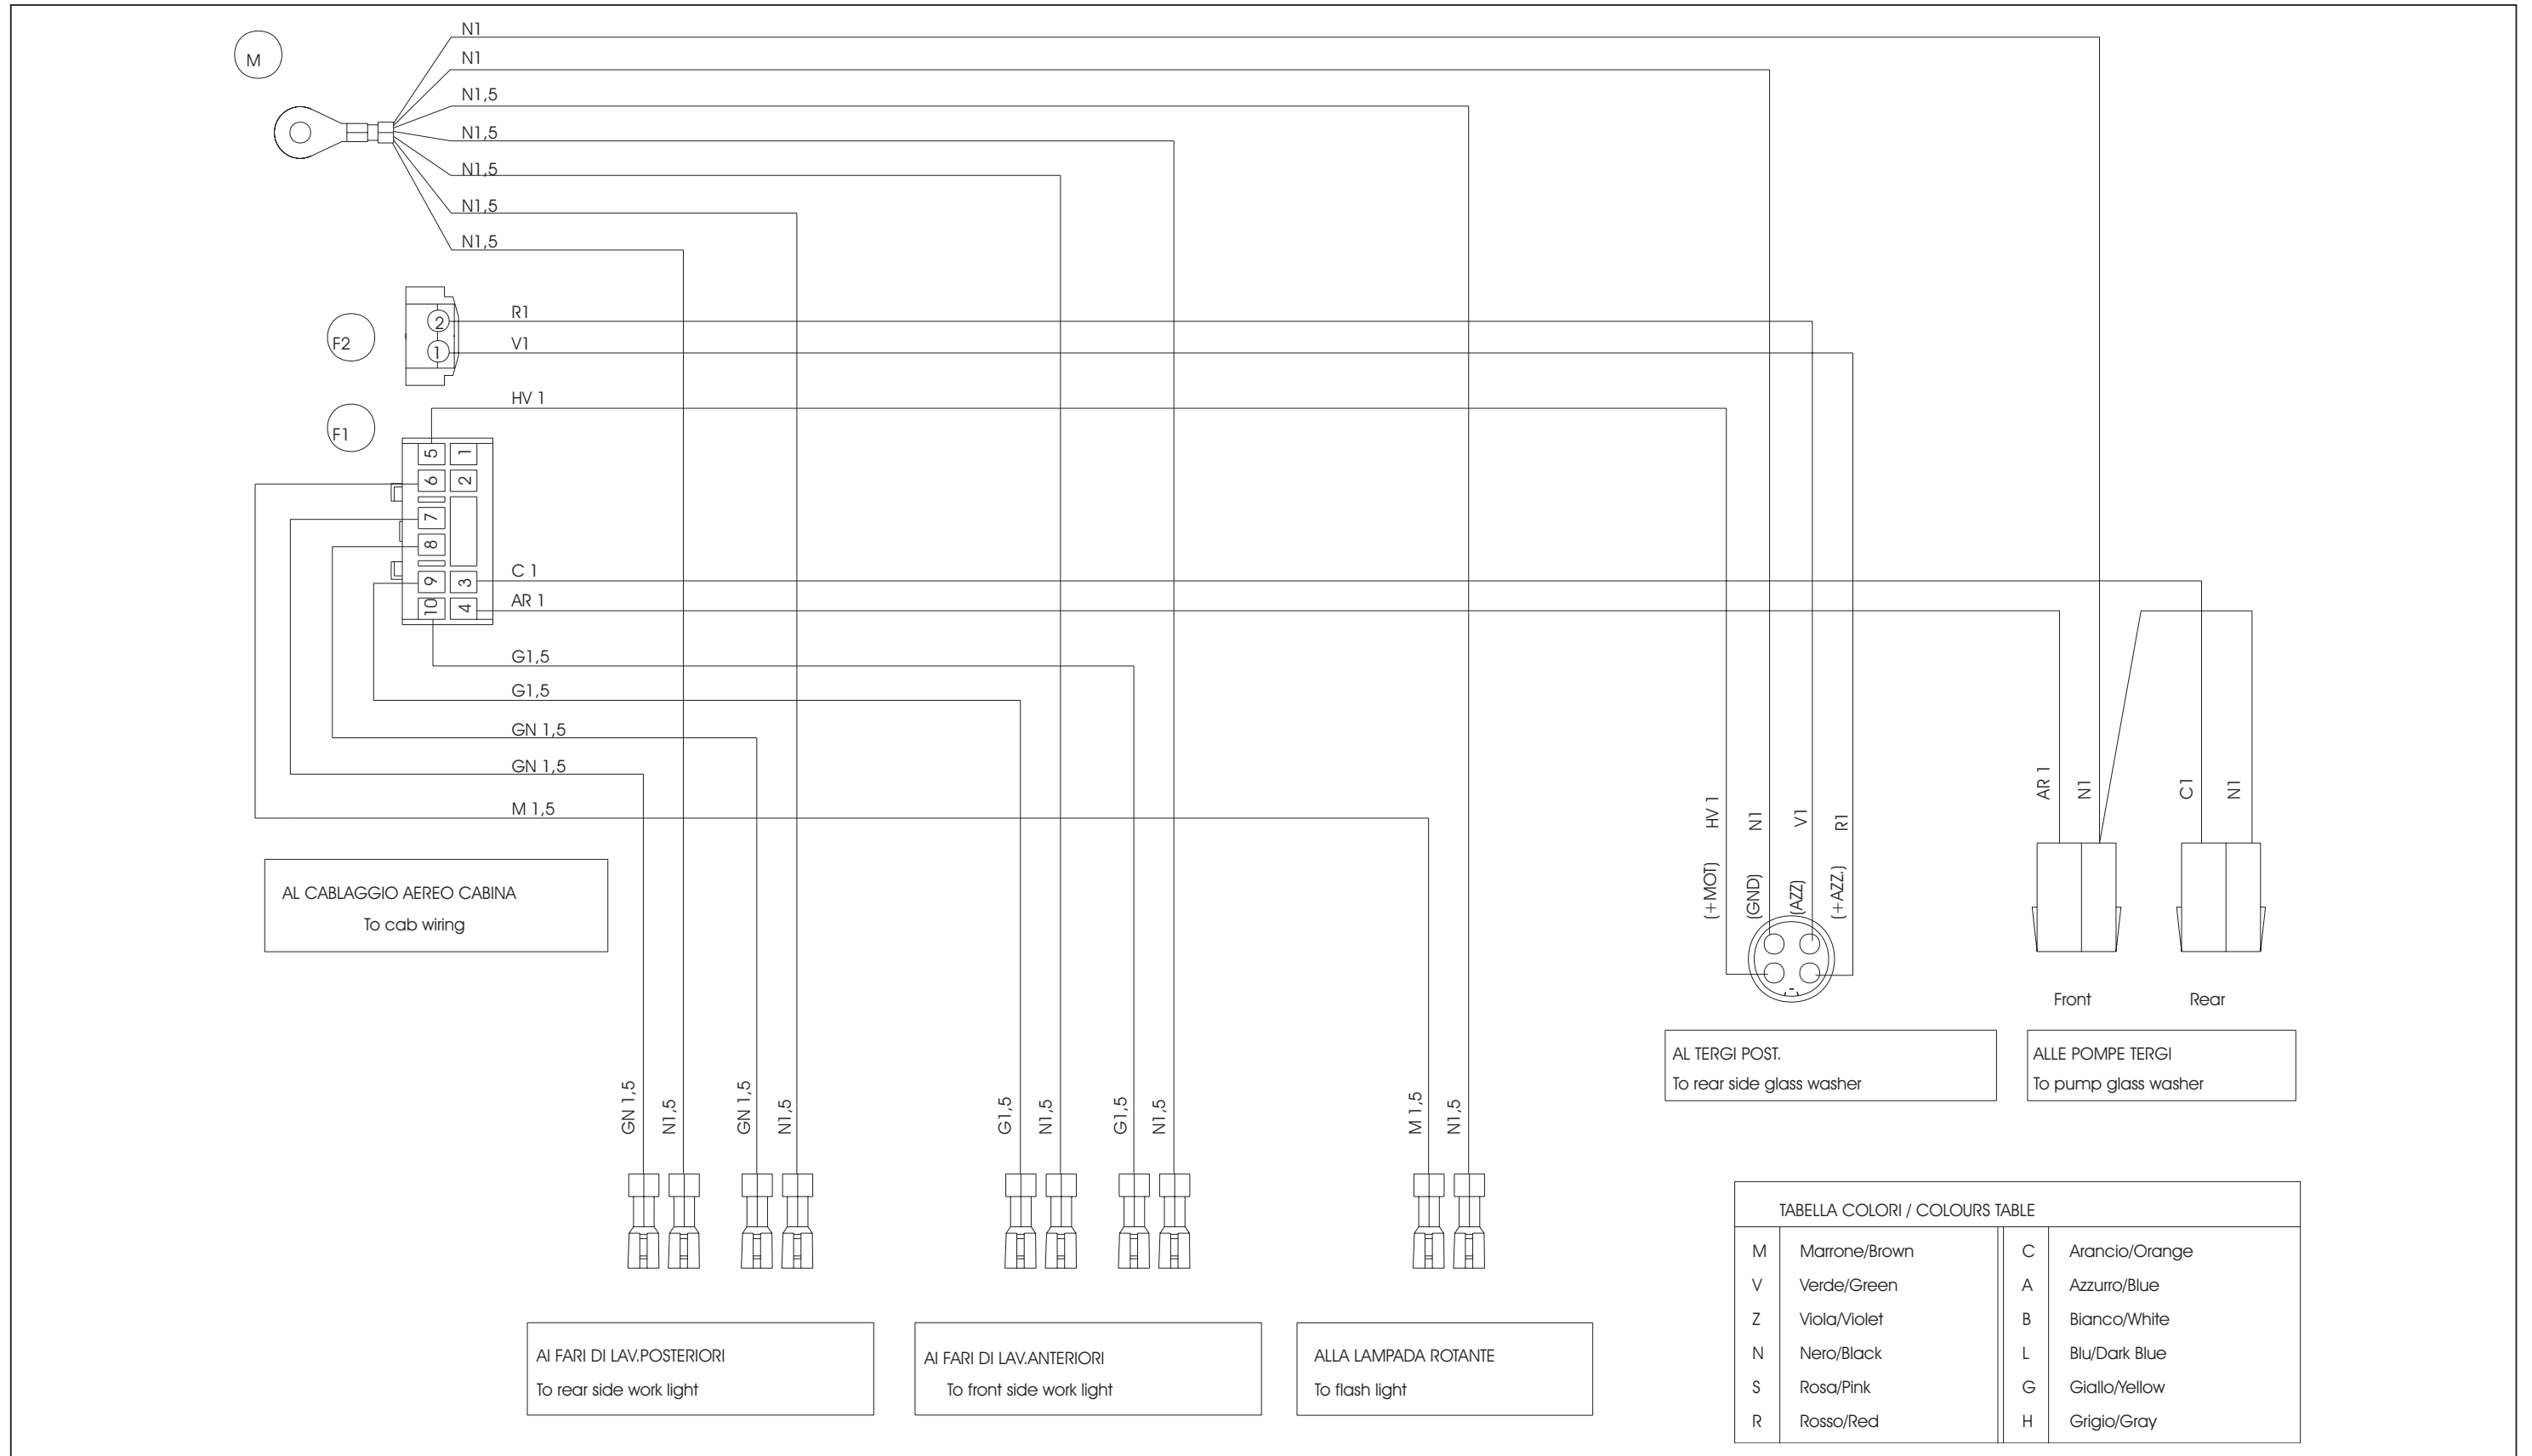 M
N1
N1
N1,5
N1,5
N1,5
N1,5
N1,5
F2
2
1
R1
V1
F1
HV 1
5 1
6 2
7
8
9 3
10 4
C 1
AR 1
G1,5
G1,5
GN 1,5
GN 1,5
M 1,5
AL CABLAGGIO AEREO CABINA
To cab wiring
HV 1
N1
V1
R1
(+MOT)
(GND)
(AZZ)
(+AZZ.)
AR 1
N1
C1
N1
Front
Rear
AL TERGI POST.
To rear side glass washer
ALLE POMPE TERGI
To pump glass washer
GN 1,5
N1,5
GN 1,5
N1,5
G1,5
N1,5
G1,5
N1,5
M 1,5
N1,5
AI FARI DI LAV.POSTERIORI
To rear side work light
AI FARI DI LAV.ANTERIORI
To front side work light
ALLA LAMPADA ROTANTE
To flash light
TABELLA COLORI / COLOURS TABLE
M Marrone/Brown C Arancio/Orange
V Verde/Green A Azzurro/Blue
Z Viola/Violet B Bianco/White
N Nero/Black L Blu/Dark Blue
S Rosa/Pink G Giallo/Yellow
R Rosso/Red H Grigio/Gray